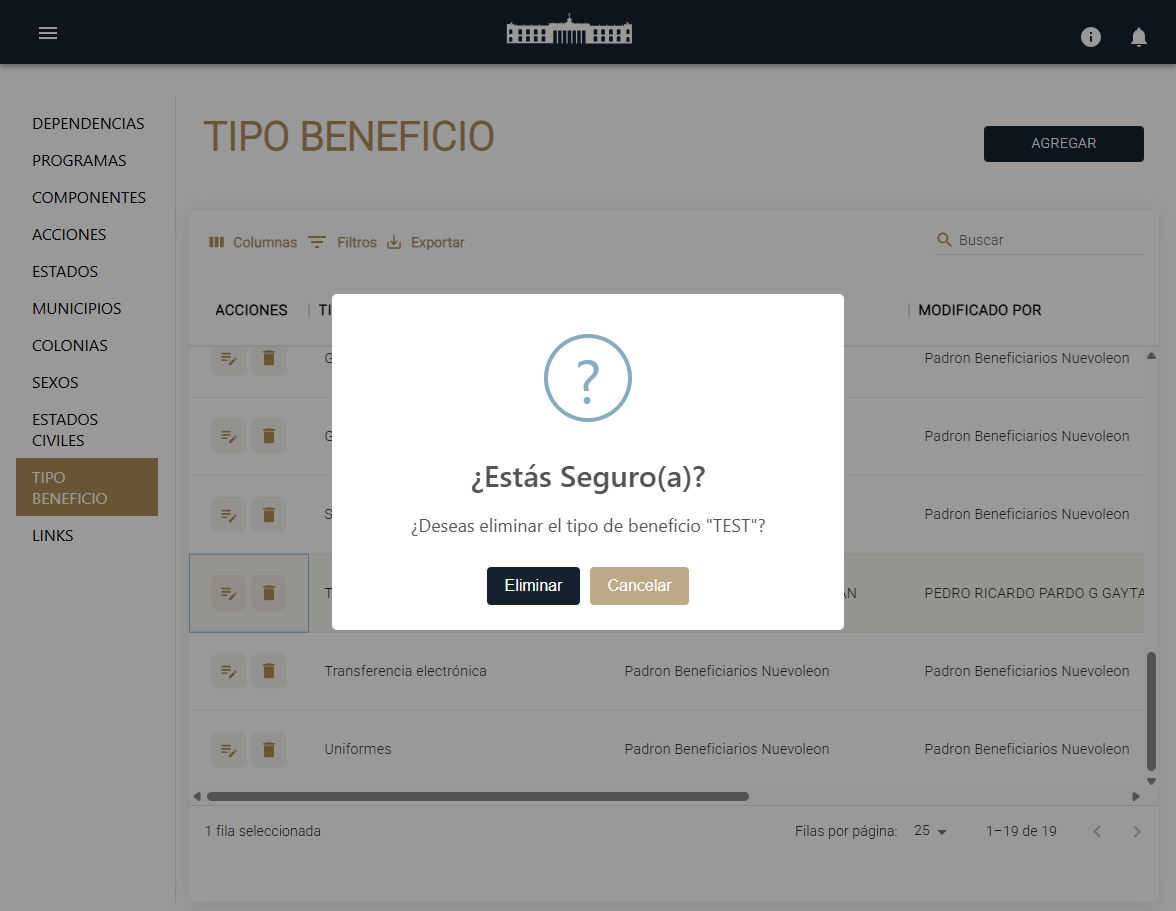 DEPENDENCIAS
PROGRAMAS
COMPONENTES
ACCIONES
ESTADOS
MUNICIPIOS
COLONIAS
SEXOS
ESTADOS
CIVILES
TIPO
BENEFICIO
LINKS
TIPO BENEFICIO
AGREGAR
Columnas Filtros Exportar
Buscar
ACCIONES MODIFICADO POR
Padron Beneficiarios Nuevoleon
Padron Beneficiarios Nuevoleon
Padron Beneficiarios Nuevoleon
PEDRO RICARDO PARDO G GAYTA
Transferencia electrónica Padron Beneficiarios Nuevoleon Padron Beneficiarios Nuevoleon
Uniformes Padron Beneficiarios Nuevoleon Padron Beneficiarios Nuevoleon
1 fila seleccionada
Filas por página: 25 1–19 de 19
?
¿Estás Seguro(a)?
¿Deseas eliminar el tipo de beneficio "TEST"?
Eliminar Cancelar